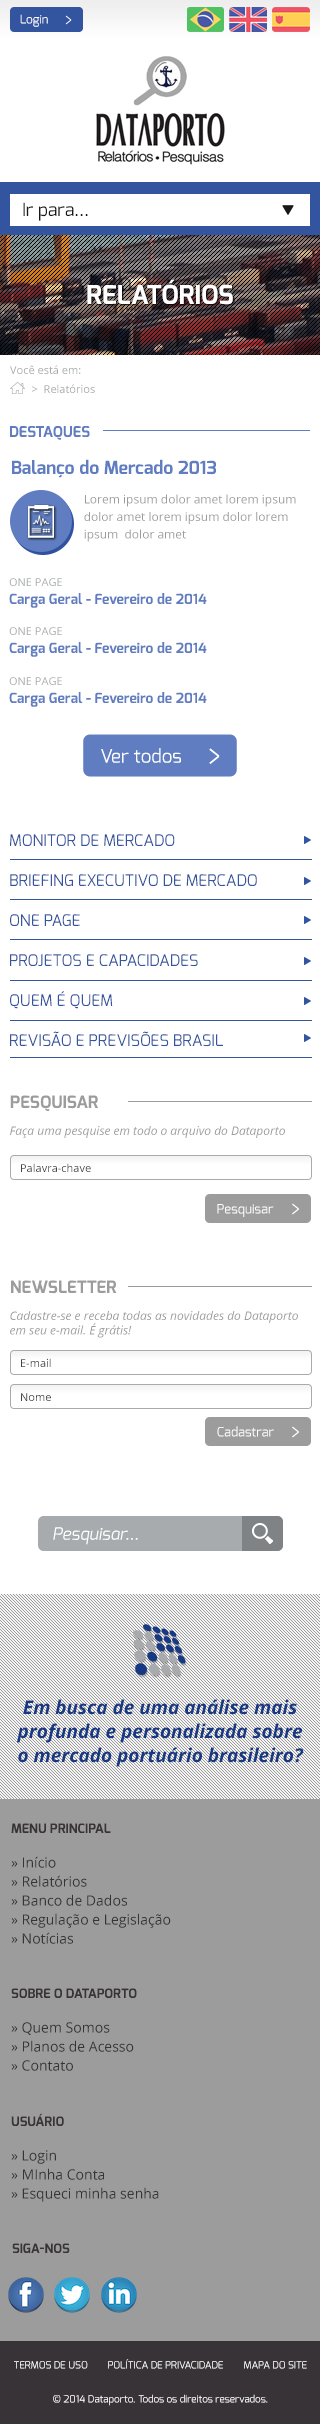 Login
DATAPORTO
Relatórios • Pesquisas
Ir para...
RELATÓRIOS
Você está em:
> Relatórios
DESTAQUES
Balanço do Mercado 2013
Lorem ipsum dolor amet lorem ipsum
dolor amet lorem ipsum dolor lorem
ipsum dolor amet
ONE PAGE
Carga Geral - Fevereiro de 2014
ONE PAGE
Carga Geral - Fevereiro de 2014
ONE PAGE
Carga Geral - Fevereiro de 2014
Ver todos
MONITOR DE MERCADO
BRIEFING EXECUTIVO DE MERCADO
ONE PAGE
PROJETOS E CAPACIDADES
QUEM É QUEM
REVISÃO E PREVISÕES BRASIL
PESQUISAR
Faça uma pesquise em todo o arquivo do Dataporto
Palavra-chave
Pesquisar
NEWSLETTER
Cadastre-se e receba todas as novidades do Dataporto
em seu e-mail. É grátis!
E-mail
Nome
Cadastrar
Pesquisar...
Em busca de uma análise mais
profunda e personalizada sobre
o mercado portuário brasileiro?
MENU PRINCIPAL
» Início
» Relatórios
» Banco de Dados
» Regulação e Legislação
» Notícias
SOBRE O DATAPORTO
» Quem Somos
» Planos de Acesso
» Contato
USUÁRIO
» Login
» MInha Conta
» Esqueci minha senha
SIGA-NOS
TERMOS DE USO POLÍTICA DE PRIVACIDADE MAPA DO SITE
© 2014 Dataporto. Todos os direitos reservados.